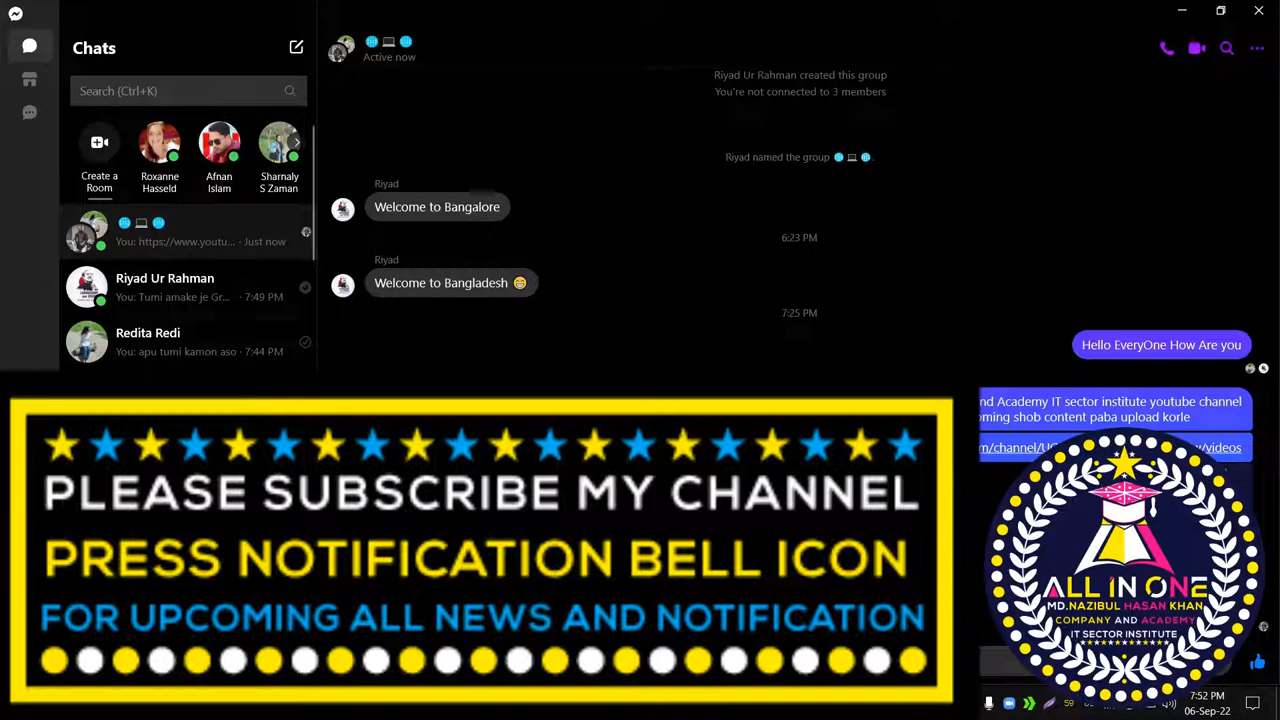 Chats
Search (Ctrl+K)
Create a Room
Roxanne Hasseld
Afnan Islam
Sharnaly S Zaman
You: https://www.youtu... · Just now
Riyad Ur Rahman
You: Tumi amake je Gr... · 7:49 PM
Redita Redi
You: apu tumi kamon aso · 7:44 PM
Active now
Riyad Ur Rahman created this group
You're not connected to 3 members
Riyad named the group 🌐 💻 🌐.
Riyad
Welcome to Bangalore
6:23 PM
Riyad
Welcome to Bangladesh 😁
7:25 PM
Hello EveryOne How Are you
nd Academy IT sector institute youtube channel
oming shob content paba upload korle
m/channel/U
w/videos
PLEASE SUBSCRIBE MY CHANNEL
PRESS NOTIFICATION BELL ICON
FOR UPCOMING ALL NEWS AND NOTIFICATION
ALL IN ONE
MD.NAZIBUL HASAN KHAN
COMPANY AND ACADEMY
IT SECTOR INSTITUTE
59
7:52 PM
06-Sep-22